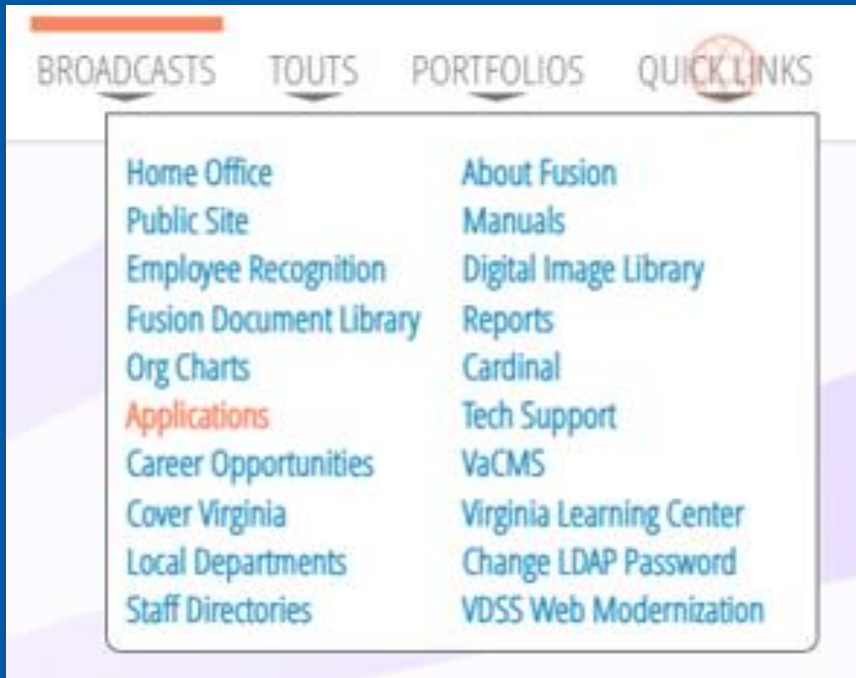 BROADCASTS TOUTS PORTFOLIOS QUICK LINKS
Home Office
Public Site
Employee Recognition
Fusion Document Library
Org Charts
Applications
Career Opportunities
Cover Virginia
Local Departments
Staff Directories
About Fusion
Manuals
Digital Image Library
Reports
Cardinal
Tech Support
VaCMS
Virginia Learning Center
Change LDAP Password
VDSS Web Modernization